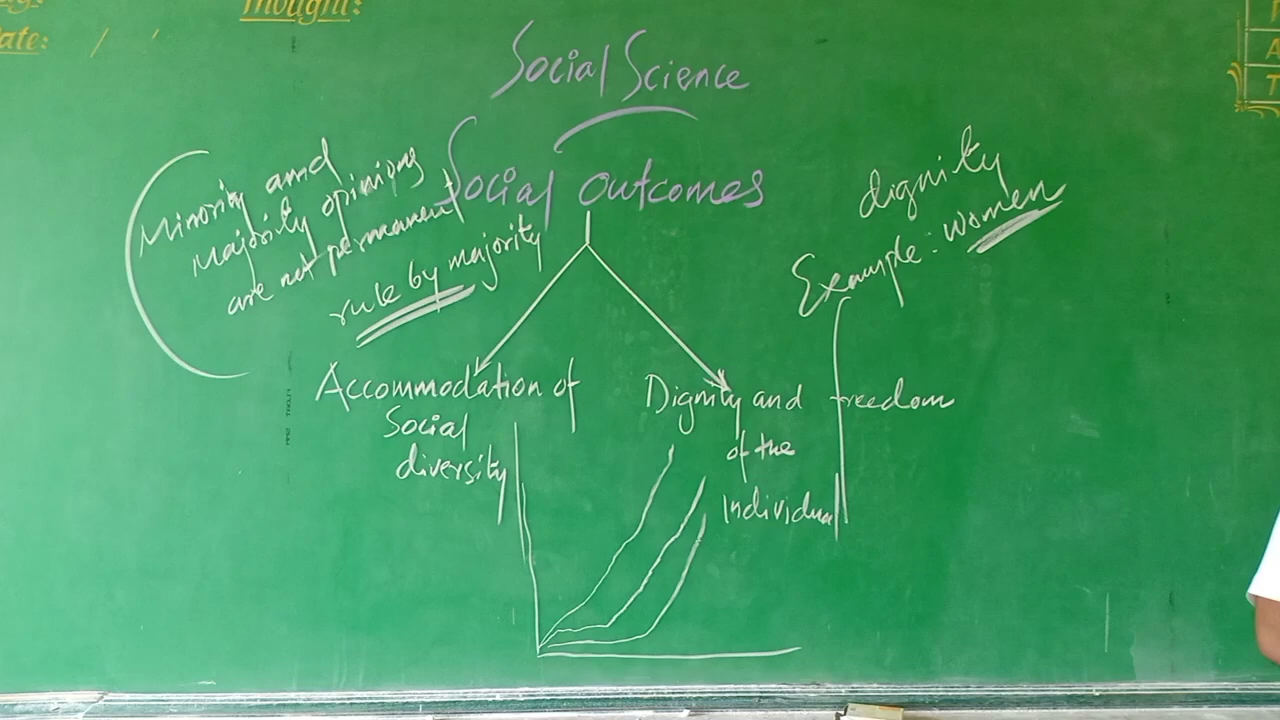 Thought:
ate:
Social Science
Social Outcomes
Minority and
Majority opinions
are not permanent
rule by majority
dignity
Example: women
Accommodation of
Social
diversity
Dignity and freedom
of the
Individual
A
T